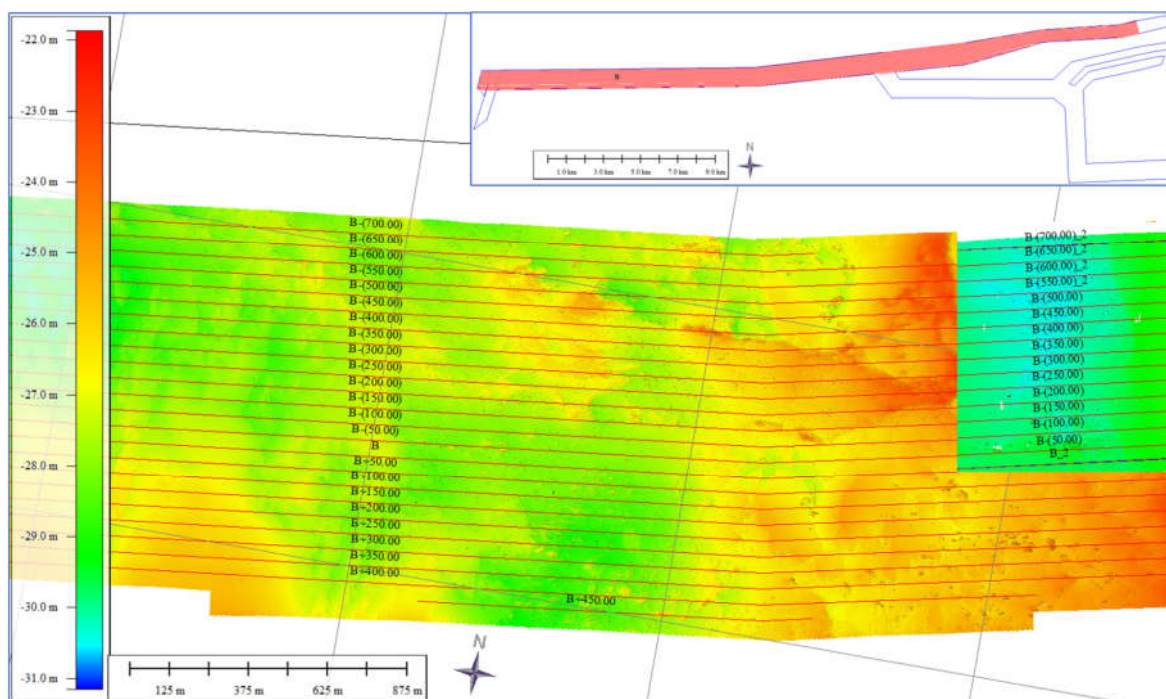 -22.0 m
-23.0 m
-24.0 m
-25.0 m
-26.0 m
-27.0 m
-28.0 m
-29.0 m
-30.0 m
-31.0 m
N
1.0 km 3.0 km 5.0 km 7.0 km 9.0 km
B-(700.00)
B-(650.00)
B-(600.00)
B-(550.00)
B-(500.00)
B-(450.00)
B-(400.00)
B-(350.00)
B-(300.00)
B-(250.00)
B-(200.00)
B-(150.00)
B-(100.00)
B-(50.00)
B
B+50.00
B+100.00
B+150.00
B+200.00
B+250.00
B+300.00
B+350.00
B+400.00
B+450.00
B-(700.00)_2
B-(650.00)_2
B-(600.00)_2
B-(550.00)_2
B-(500.00)
B-(450.00)
B-(400.00)
B-(350.00)
B-(300.00)
B-(250.00)
B-(200.00)
B-(150.00)
B-(100.00)
B-(50.00)
B_2
N
125 m 375 m 625 m 875 m